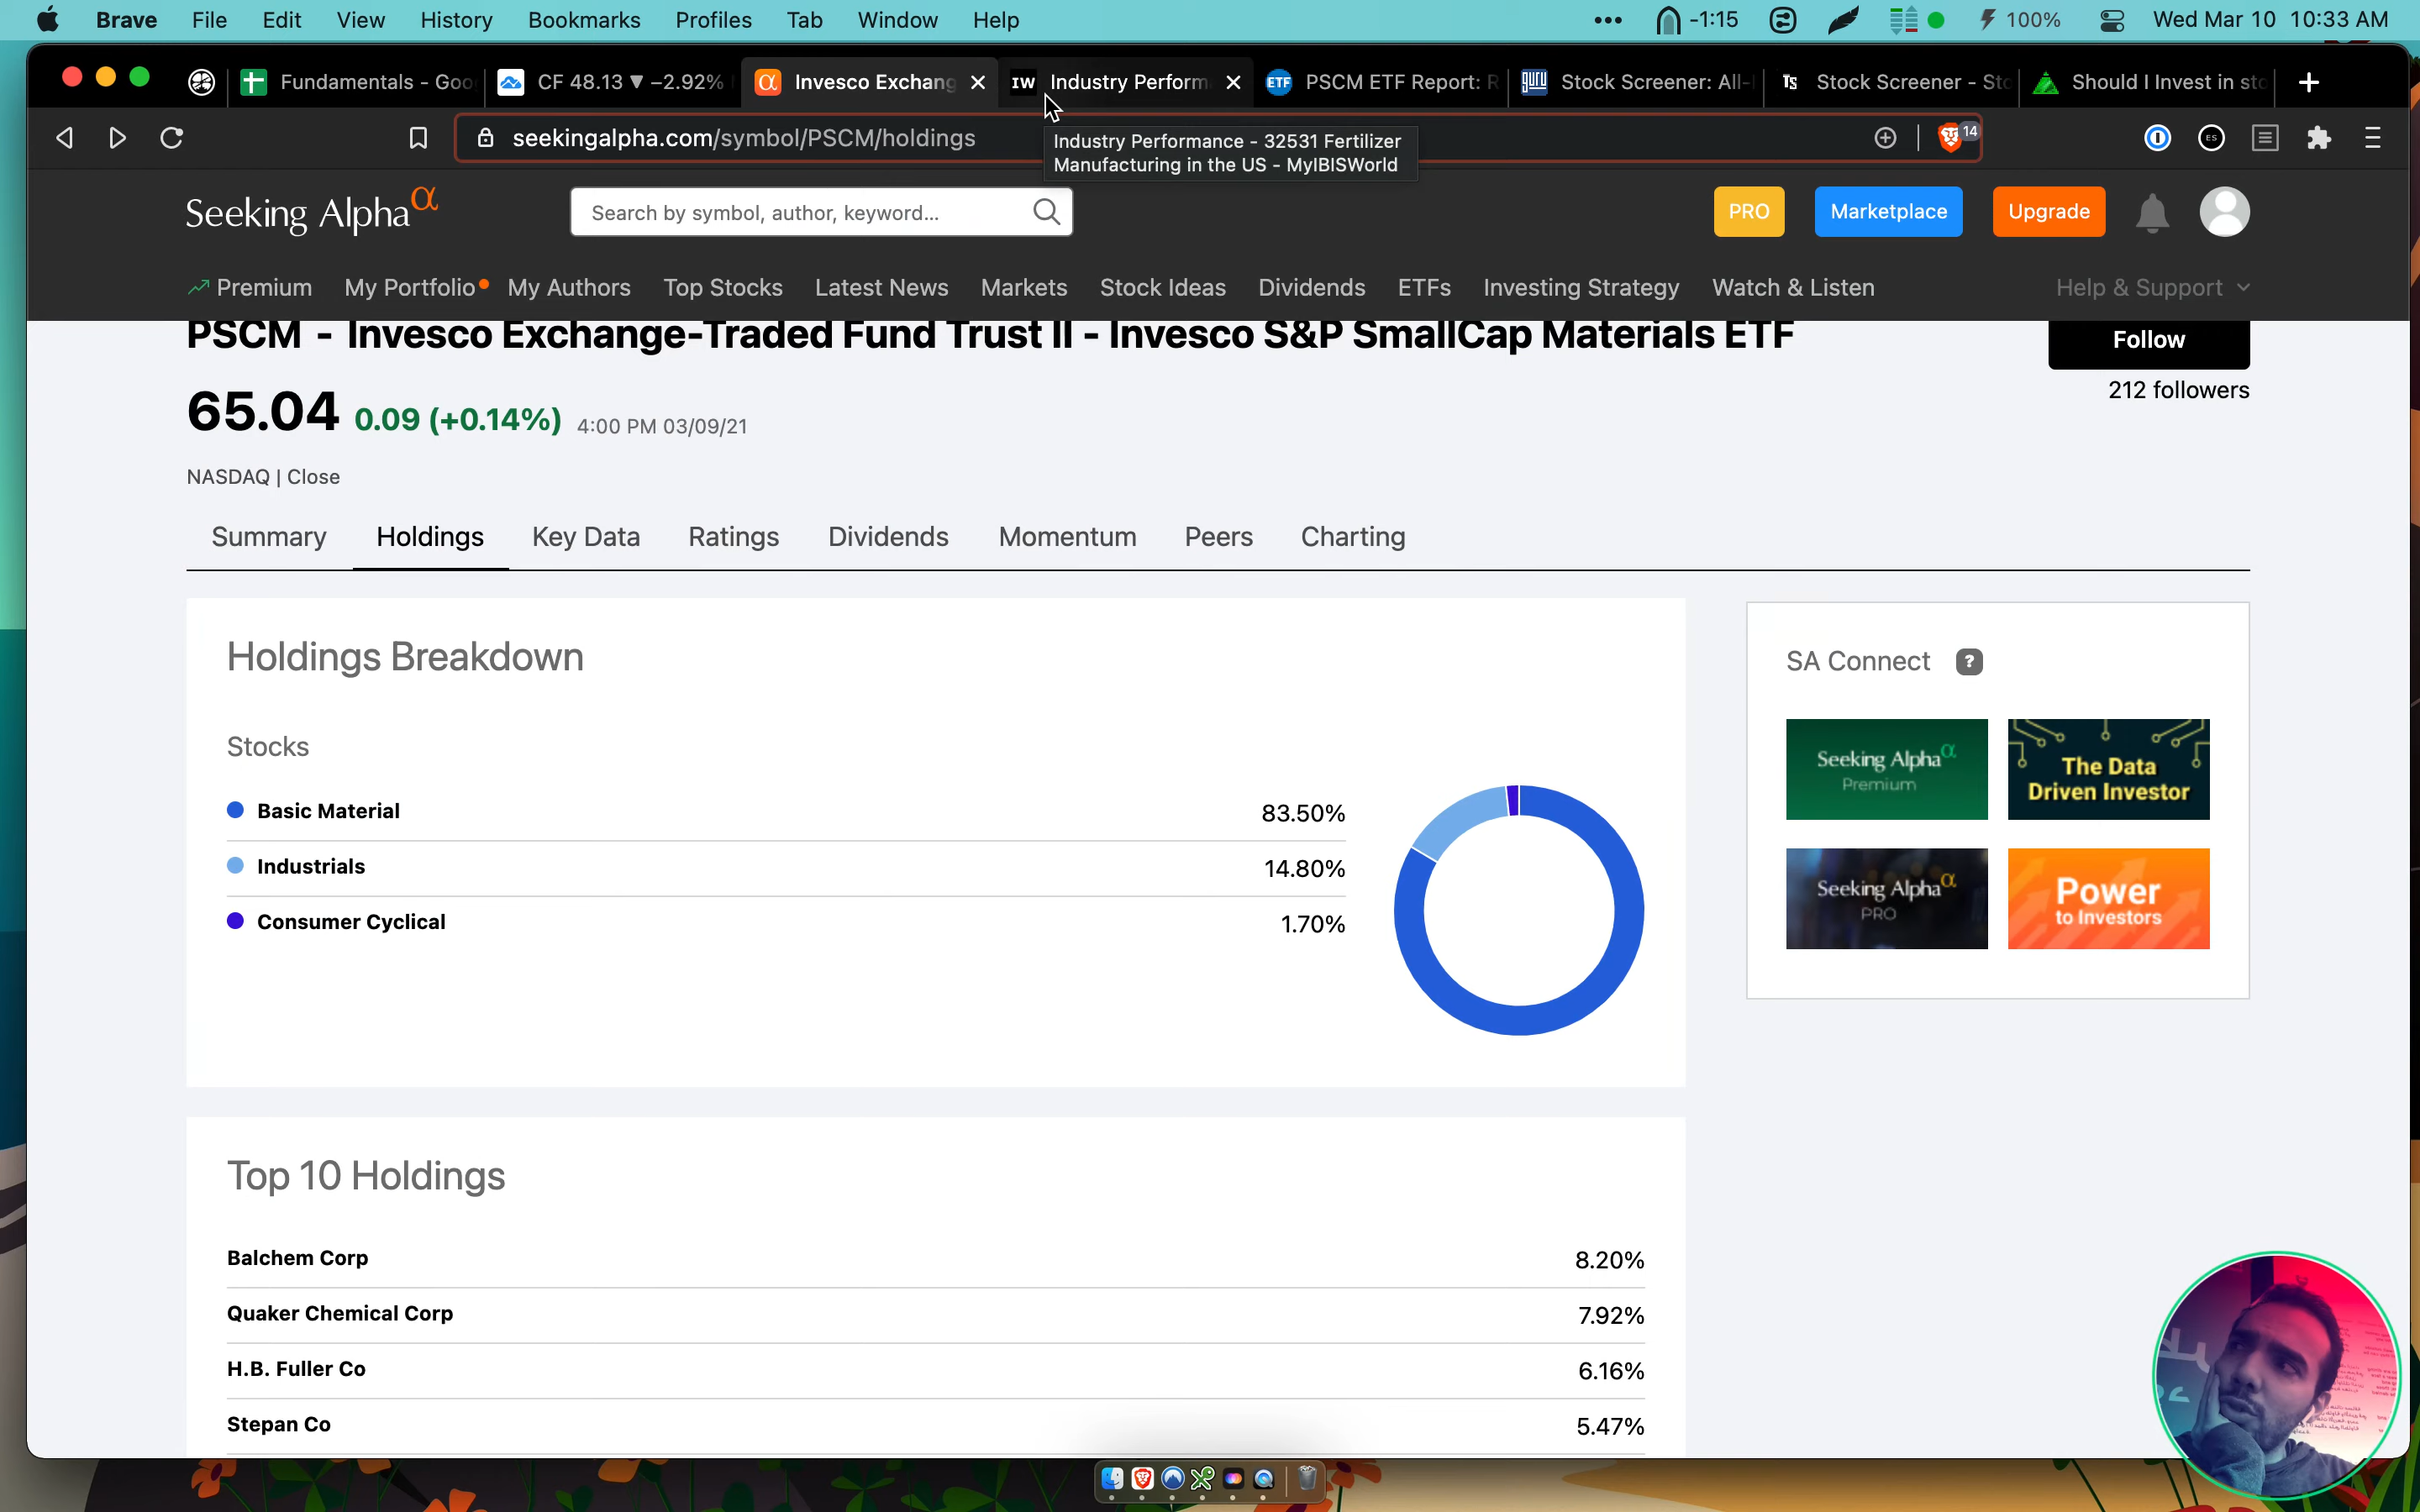 Brave File Edit View History Bookmarks Profiles Tab Window Help ••• -1:15 100% Wed Mar 10 10:33 AM
Fundamentals - Goo CF 48.13 ▼ −2.92% Invesco Exchang IW Industry Perform ETF PSCM ETF Report: R guru Stock Screener: All-I Ts Stock Screener - Sto Should I Invest in sto
seekingalpha.com/symbol/PSCM/holdings 14 ES
Industry Performance - 32531 Fertilizer
Manufacturing in the US - MyIBISWorld
Seeking Alpha α Search by symbol, author, keyword... PRO Marketplace Upgrade
Premium My Portfolio My Authors Top Stocks Latest News Markets Stock Ideas Dividends ETFs Investing Strategy Watch & Listen Help & Support
PSCM - Invesco Exchange-Traded Fund Trust II - Invesco S&P SmallCap Materials ETF
Follow
212 followers
65.04 0.09 (+0.14%) 4:00 PM 03/09/21
NASDAQ | Close
Summary Holdings Key Data Ratings Dividends Momentum Peers Charting
Holdings Breakdown
Stocks
Basic Material 83.50%
Industrials 14.80%
Consumer Cyclical 1.70%
SA Connect ?
Seeking Alpha α
Premium
The Data
Driven Investor
Seeking Alpha α
PRO
Power
to Investors
Top 10 Holdings
Balchem Corp 8.20%
Quaker Chemical Corp 7.92%
H.B. Fuller Co 6.16%
Stepan Co 5.47%